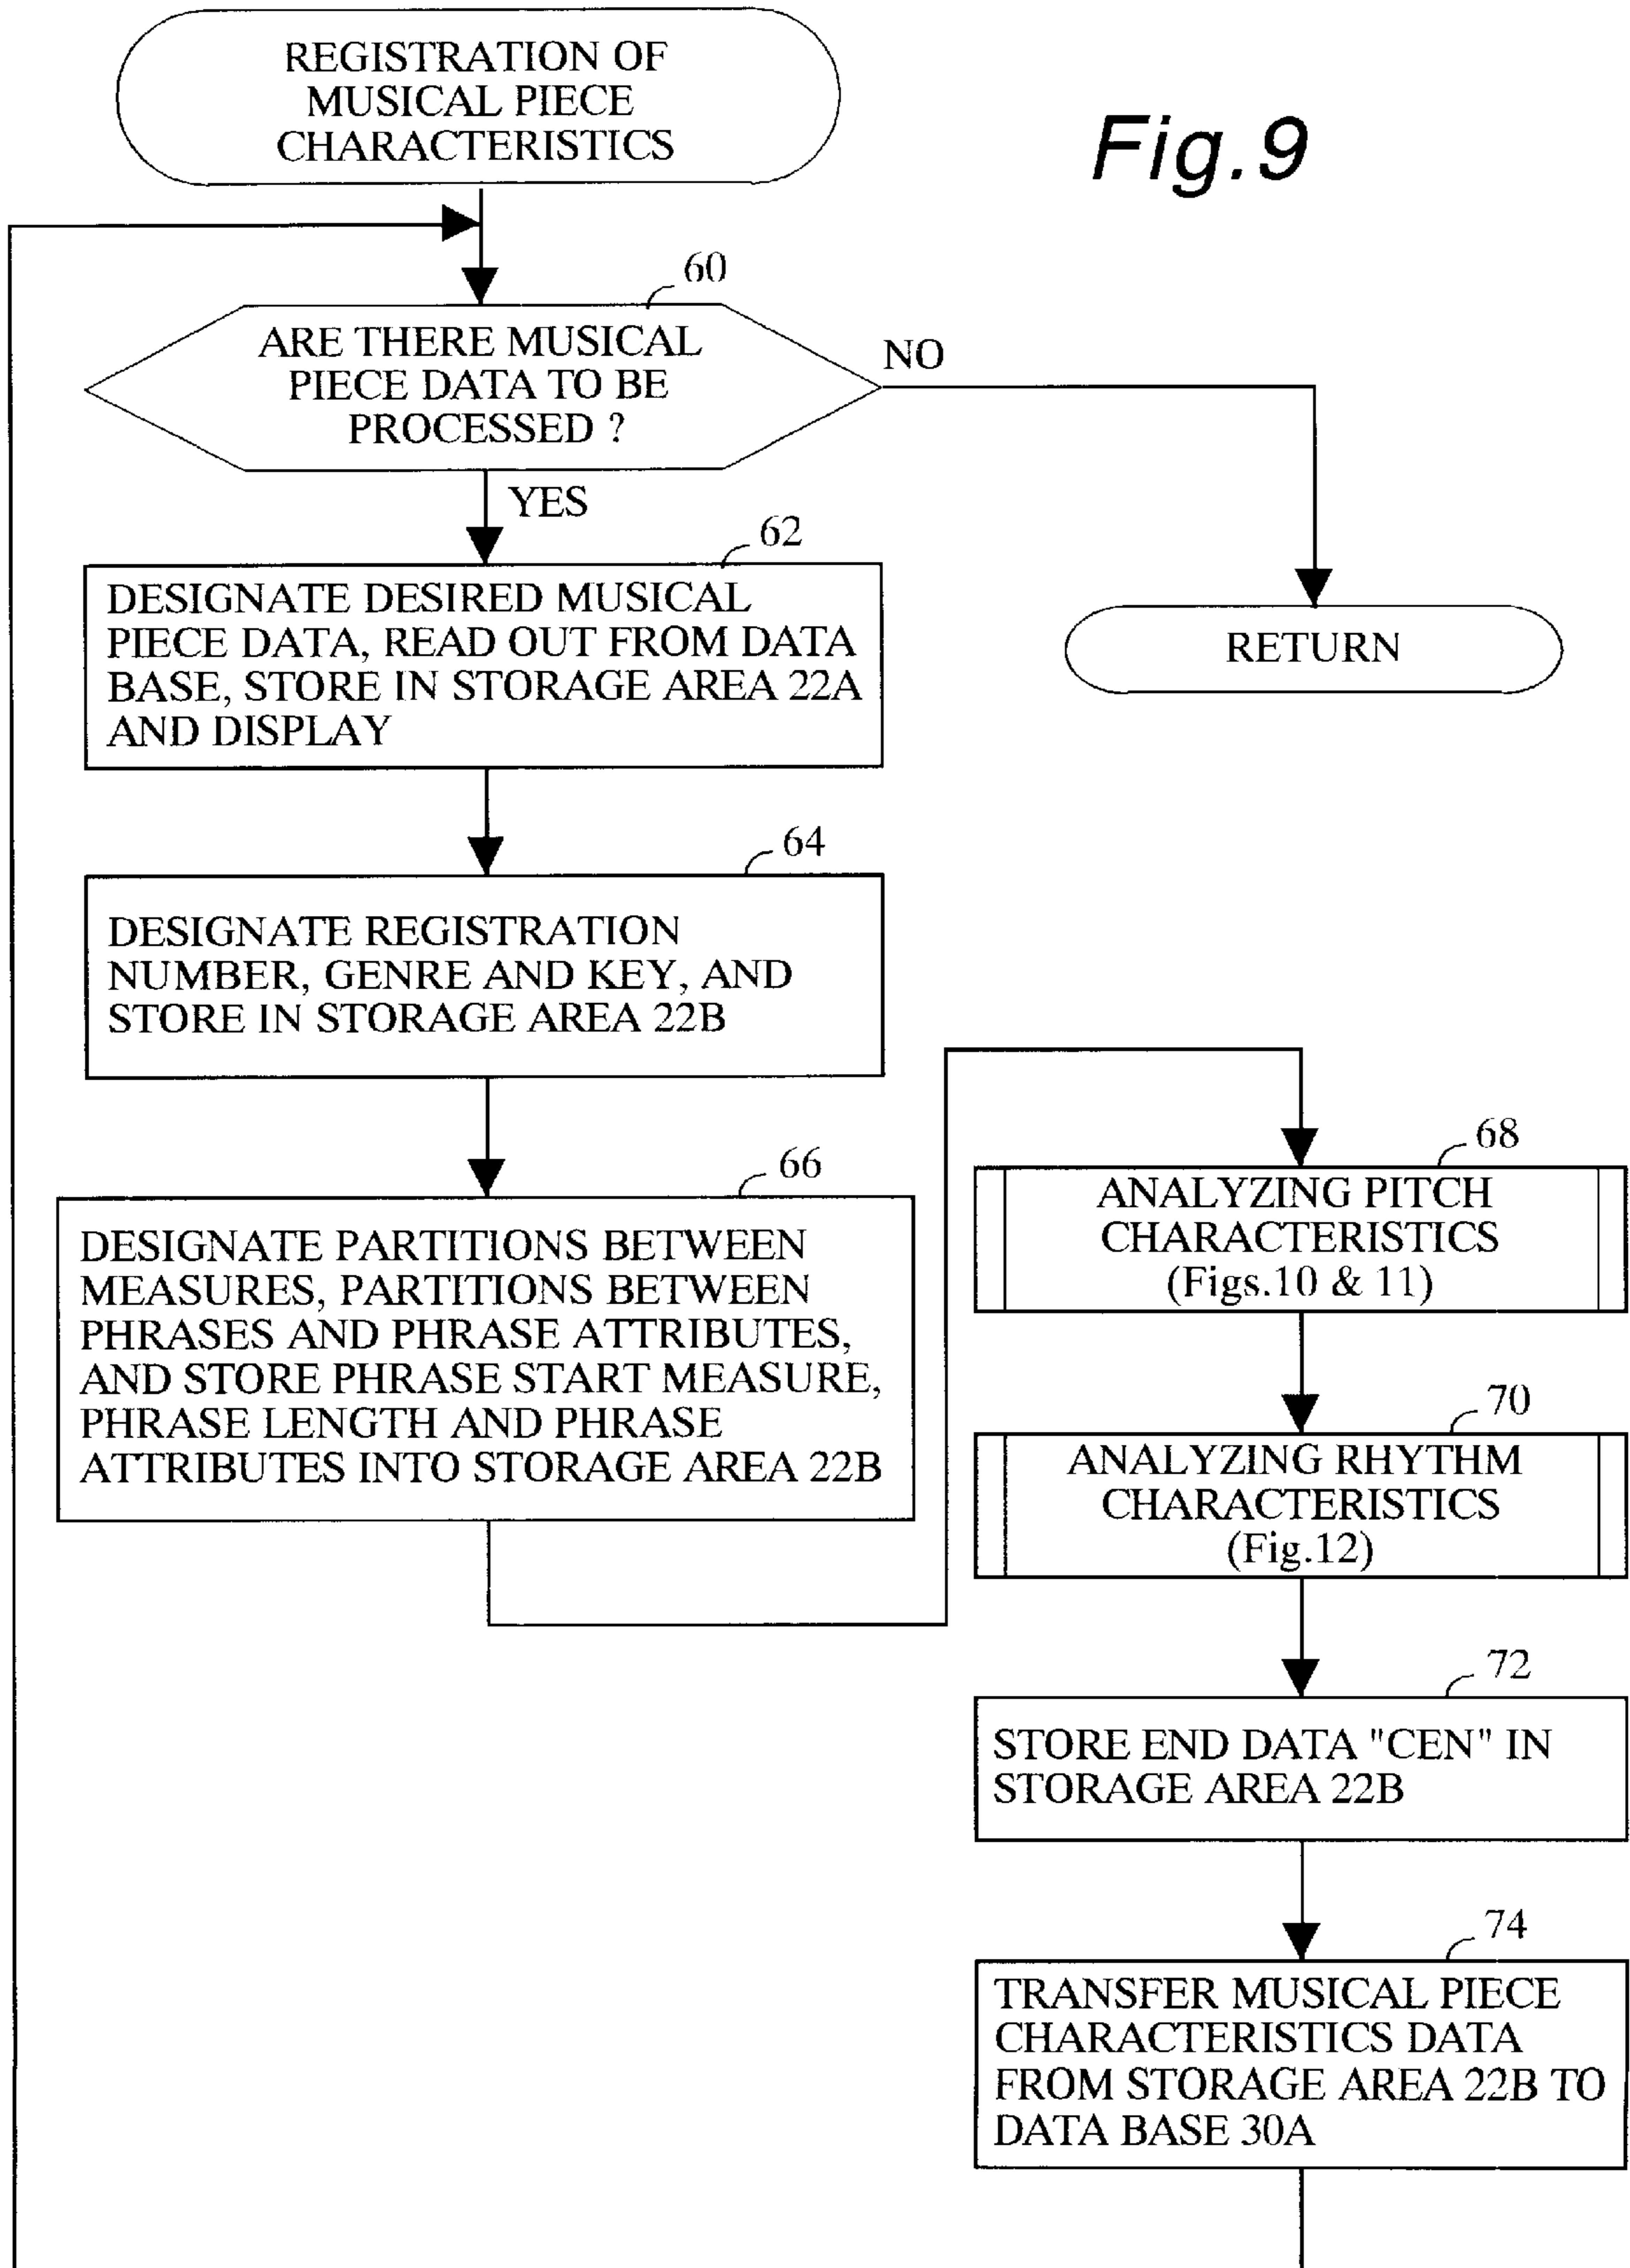 REGISTRATION OF
MUSICAL PIECE
CHARACTERISTICS
Fig.9
60
ARE THERE MUSICAL
PIECE DATA TO BE
PROCESSED ?
NO
YES
RETURN
62
DESIGNATE DESIRED MUSICAL
PIECE DATA, READ OUT FROM DATA
BASE, STORE IN STORAGE AREA 22A
AND DISPLAY
64
DESIGNATE REGISTRATION
NUMBER, GENRE AND KEY, AND
STORE IN STORAGE AREA 22B
66
DESIGNATE PARTITIONS BETWEEN
MEASURES, PARTITIONS BETWEEN
PHRASES AND PHRASE ATTRIBUTES,
AND STORE PHRASE START MEASURE,
PHRASE LENGTH AND PHRASE
ATTRIBUTES INTO STORAGE AREA 22B
68
ANALYZING PITCH
CHARACTERISTICS
(Figs.10 & 11)
70
ANALYZING RHYTHM
CHARACTERISTICS
(Fig.12)
72
STORE END DATA "CEN" IN
STORAGE AREA 22B
74
TRANSFER MUSICAL PIECE
CHARACTERISTICS DATA
FROM STORAGE AREA 22B TO
DATA BASE 30A